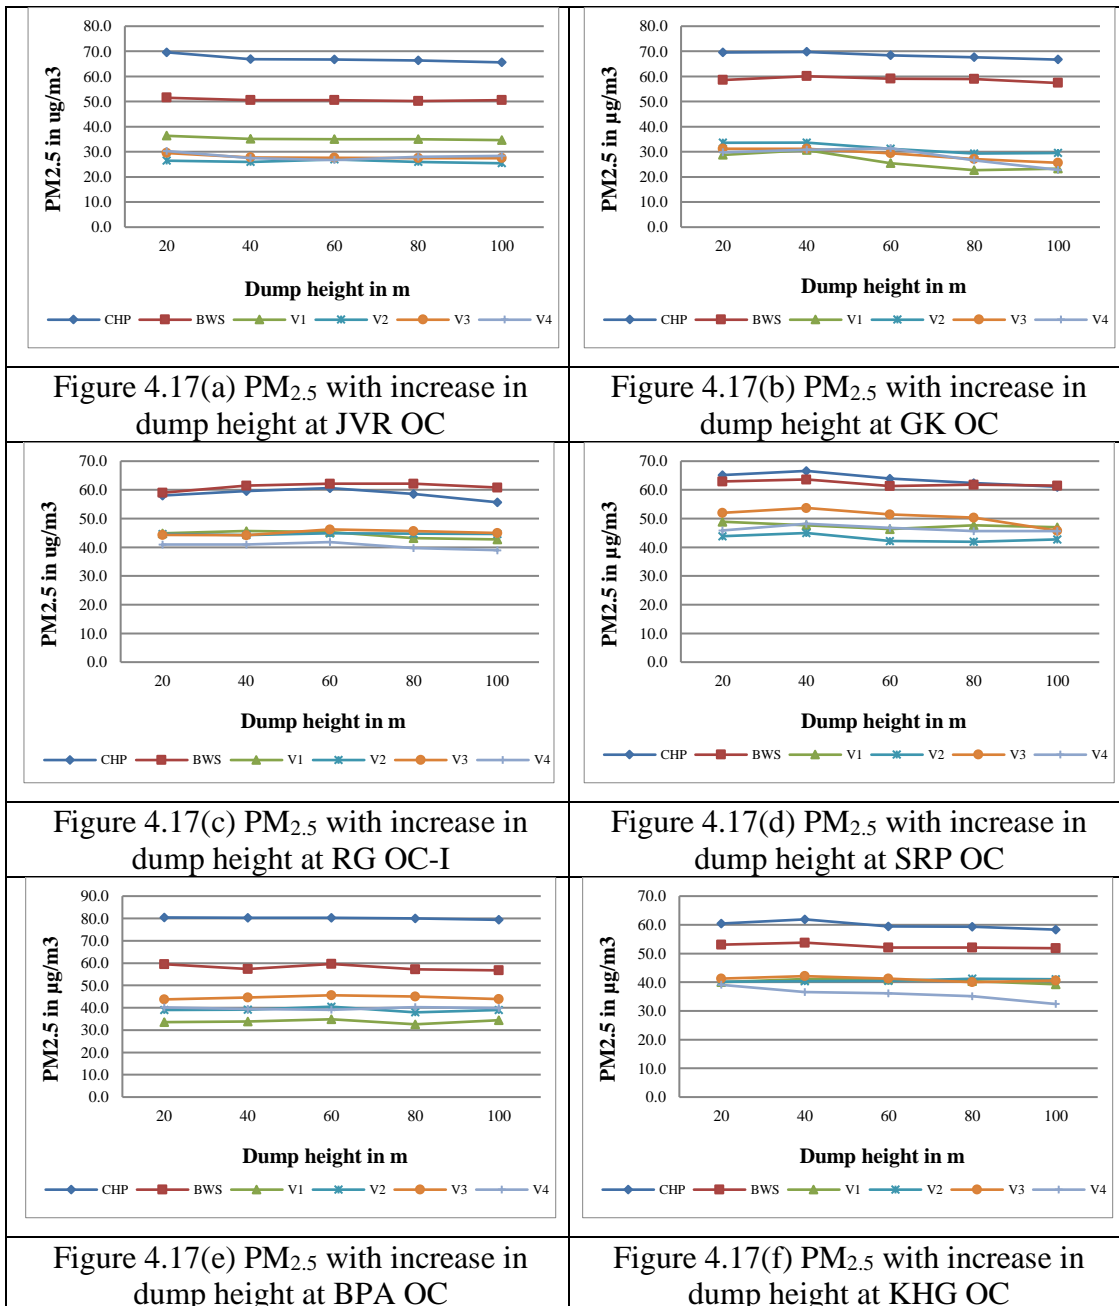 80.0
70.0
60.0
50.0
40.0
30.0
20.0
10.0
0.0
PM2.5 in ug/m3
20 40 60 80 100
Dump height in m
CHP BWS V1 V2 V3 V4
80.0
70.0
60.0
50.0
40.0
30.0
20.0
10.0
0.0
PM2.5 in µg/m3
20 40 60 80 100
Dump height in m
CHP BWS V1 V2 V3 V4
Figure 4.17(a) PM2.5 with increase in
dump height at JVR OC
Figure 4.17(b) PM2.5 with increase in
dump height at GK OC
70.0
60.0
50.0
40.0
30.0
20.0
10.0
0.0
PM2.5 in ug/m3
20 40 60 80 100
Dump height in m
CHP BWS V1 V2 V3 V4
70.0
60.0
50.0
40.0
30.0
20.0
10.0
0.0
PM2.5 in µg/m3
20 40 60 80 100
Dump height in m
CHP BWS V1 V2 V3 V4
Figure 4.17(c) PM2.5 with increase in
dump height at RG OC-I
Figure 4.17(d) PM2.5 with increase in
dump height at SRP OC
90.0
80.0
70.0
60.0
50.0
40.0
30.0
20.0
10.0
0.0
PM2.5 in µg/m3
20 40 60 80 100
Dump height in m
CHP BWS V1 V2 V3 V4
70.0
60.0
50.0
40.0
30.0
20.0
10.0
0.0
PM2.5 in µg/m3
20 40 60 80 100
Dump height in m
CHP BWS V1 V2 V3 V4
Figure 4.17(e) PM2.5 with increase in
dump height at BPA OC
Figure 4.17(f) PM2.5 with increase in
dump height at KHG OC